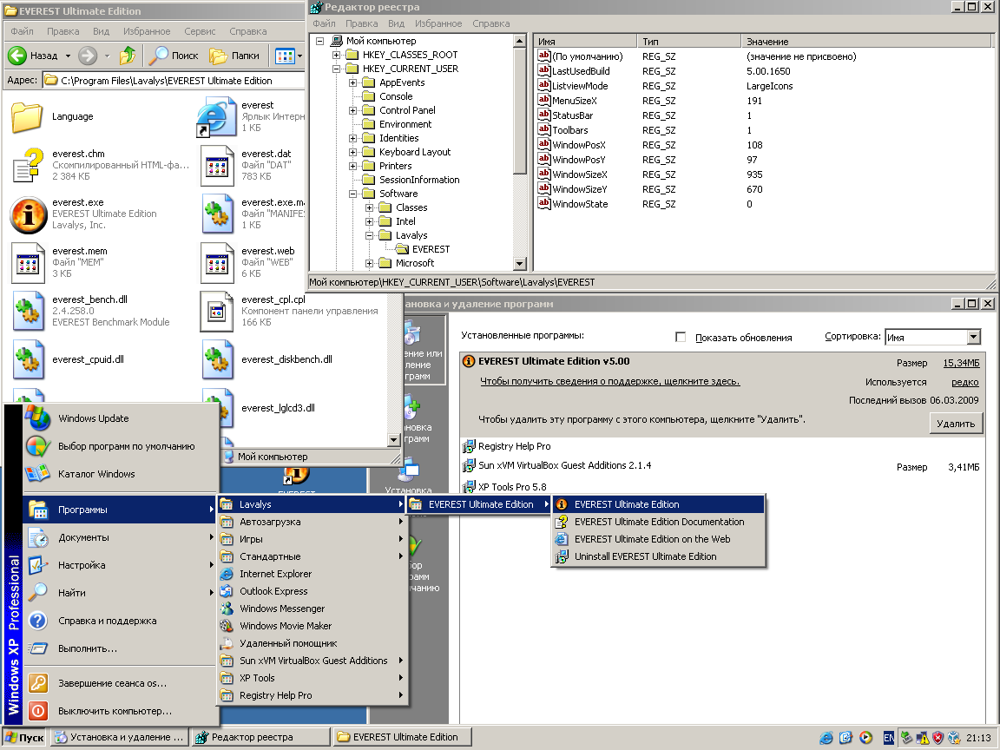 EVEREST Ultimate Edition
Файл Правка Вид Избранное Сервис Справка
Назад Поиск Папки
Адрес: C:\Program Files\Lavalys\EVEREST Ultimate Edition
Language
everest
Ярлык Интерн
1 КБ
everest.chm
Скомпилированный HTML-фа...
2 384 КБ
everest.dat
Файл "DAT"
783 КБ
everest.exe
EVEREST Ultimate Edition
Lavalys, Inc.
everest.exe.ma
Файл "MANIFES
1 КБ
everest.mem
Файл "MEM"
3 КБ
everest.web
Файл "WEB"
6 КБ
everest_bench.dll
2.4.258.0
EVEREST Benchmark Module
everest_cpl.cpl
Компонент панели управления
166 КБ
everest_cpuid.dll
everest_diskbench.dll
everest_lglcd3.dll
Мой компьютер
Редактор реестра
Файл Правка Вид Избранное Справка
Мой компьютер
HKEY_CLASSES_ROOT
HKEY_CURRENT_USER
AppEvents
Console
Control Panel
Environment
Identities
Keyboard Layout
Printers
SessionInformation
Software
Classes
Intel
Lavalys
EVEREST
Microsoft
Имя Тип Значение
(По умолчанию) REG_SZ (значение не присвоено)
LastUsedBuild REG_SZ 5.00.1650
ListviewMode REG_SZ LargeIcons
MenuSizeX REG_SZ 191
StatusBar REG_SZ 1
Toolbars REG_SZ 1
WindowPosX REG_SZ 108
WindowPosY REG_SZ 97
WindowSizeX REG_SZ 935
WindowSizeY REG_SZ 670
WindowState REG_SZ 0
Мой компьютер\HKEY_CURRENT_USER\Software\Lavalys\EVEREST
ановка и удаление программ
ение или
ление
грамм
новка
грамм
Установка
бор
рамм
лчанию
Установленные программы: Показать обновления Сортировка: Имя
EVEREST Ultimate Edition v5.00 Размер 15,34МБ
Чтобы получить сведения о поддержке, щелкните здесь. Используется редко
Последний вызов 06.03.2009
Чтобы удалить эту программу с этого компьютера, щелкните "Удалить". Удалить
Registry Help Pro
Sun xVM VirtualBox Guest Additions 2.1.4 Размер 3,41МБ
XP Tools Pro 5.8
Windows XP Professional
Windows Update
Выбор программ по умолчанию
Каталог Windows
Программы
Документы
Настройка
Найти
Справка и поддержка
Выполнить...
Завершение сеанса os...
Выключить компьютер...
Lavalys
Автозагрузка
Игры
Стандартные
Internet Explorer
Outlook Express
Windows Messenger
Windows Movie Maker
Удаленный помощник
Sun xVM VirtualBox Guest Additions
XP Tools
Registry Help Pro
EVEREST Ultimate Edition
EVEREST Ultimate Edition
EVEREST Ultimate Edition Documentation
EVEREST Ultimate Edition on the Web
Uninstall EVEREST Ultimate Edition
Пуск Установка и удаление ... Редактор реестра EVEREST Ultimate Edition EN 21:13